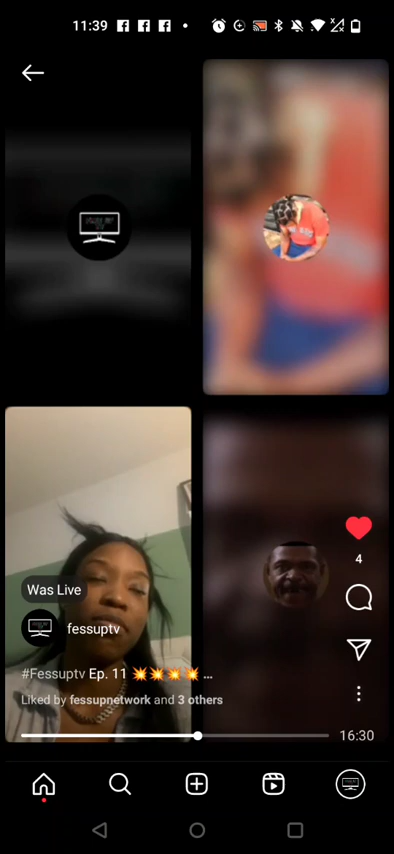 11:39
Was Live
fessuptv
#Fessuptv Ep. 11 💥💥💥💥 ...
Liked by fessupnetwork and 3 others
4
16:30